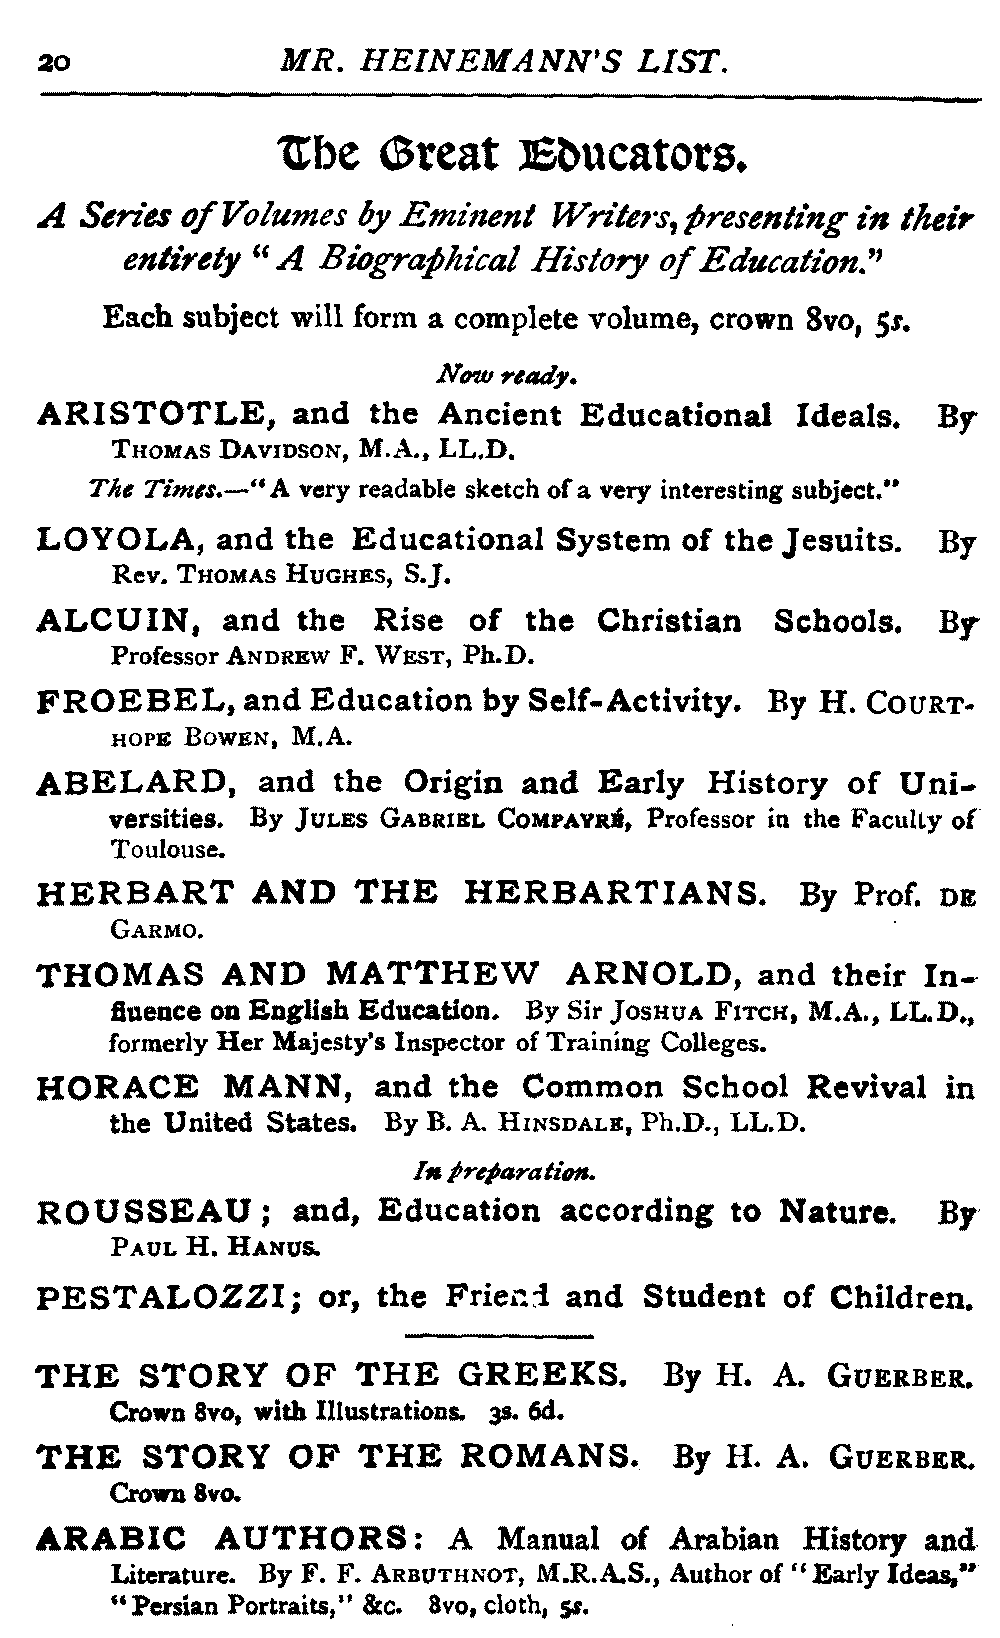 20 MR. HEINEMANN'S LIST.
The Great Educators.
A Series of Volumes by Eminent Writers, presenting in their
entirety "A Biographical History of Education."
Each subject will form a complete volume, crown 8vo, 5s.
Now ready.
ARISTOTLE, and the Ancient Educational Ideals. By
THOMAS DAVIDSON, M.A., LL.D.
The Times.—"A very readable sketch of a very interesting subject."
LOYOLA, and the Educational System of the Jesuits. By
Rev. THOMAS HUGHES, S.J.
ALCUIN, and the Rise of the Christian Schools. By
Professor ANDREW F. WEST, Ph.D.
FROEBEL, and Education by Self-Activity. By H. COURT-
HOPE BOWEN, M.A.
ABELARD, and the Origin and Early History of Uni-
versities. By JULES GABRIEL COMPAYRÉ, Professor in the Faculty of
Toulouse.
HERBART AND THE HERBARTIANS. By Prof. DE
GARMO.
THOMAS AND MATTHEW ARNOLD, and their In-
fluence on English Education. By Sir JOSHUA FITCH, M.A., LL.D.,
formerly Her Majesty's Inspector of Training Colleges.
HORACE MANN, and the Common School Revival in
the United States. By B. A. HINSDALE, Ph.D., LL.D.
In preparation.
ROUSSEAU; and, Education according to Nature. By
PAUL H. HANUS.
PESTALOZZI; or, the Friend and Student of Children.
THE STORY OF THE GREEKS. By H. A. GUERBER.
Crown 8vo, with Illustrations. 3s. 6d.
THE STORY OF THE ROMANS. By H. A. GUERBER.
Crown 8vo.
ARABIC AUTHORS: A Manual of Arabian History and
Literature. By F. F. ARBUTHNOT, M.R.A.S., Author of "Early Ideas,"
"Persian Portraits," &c. 8vo, cloth, 5s.